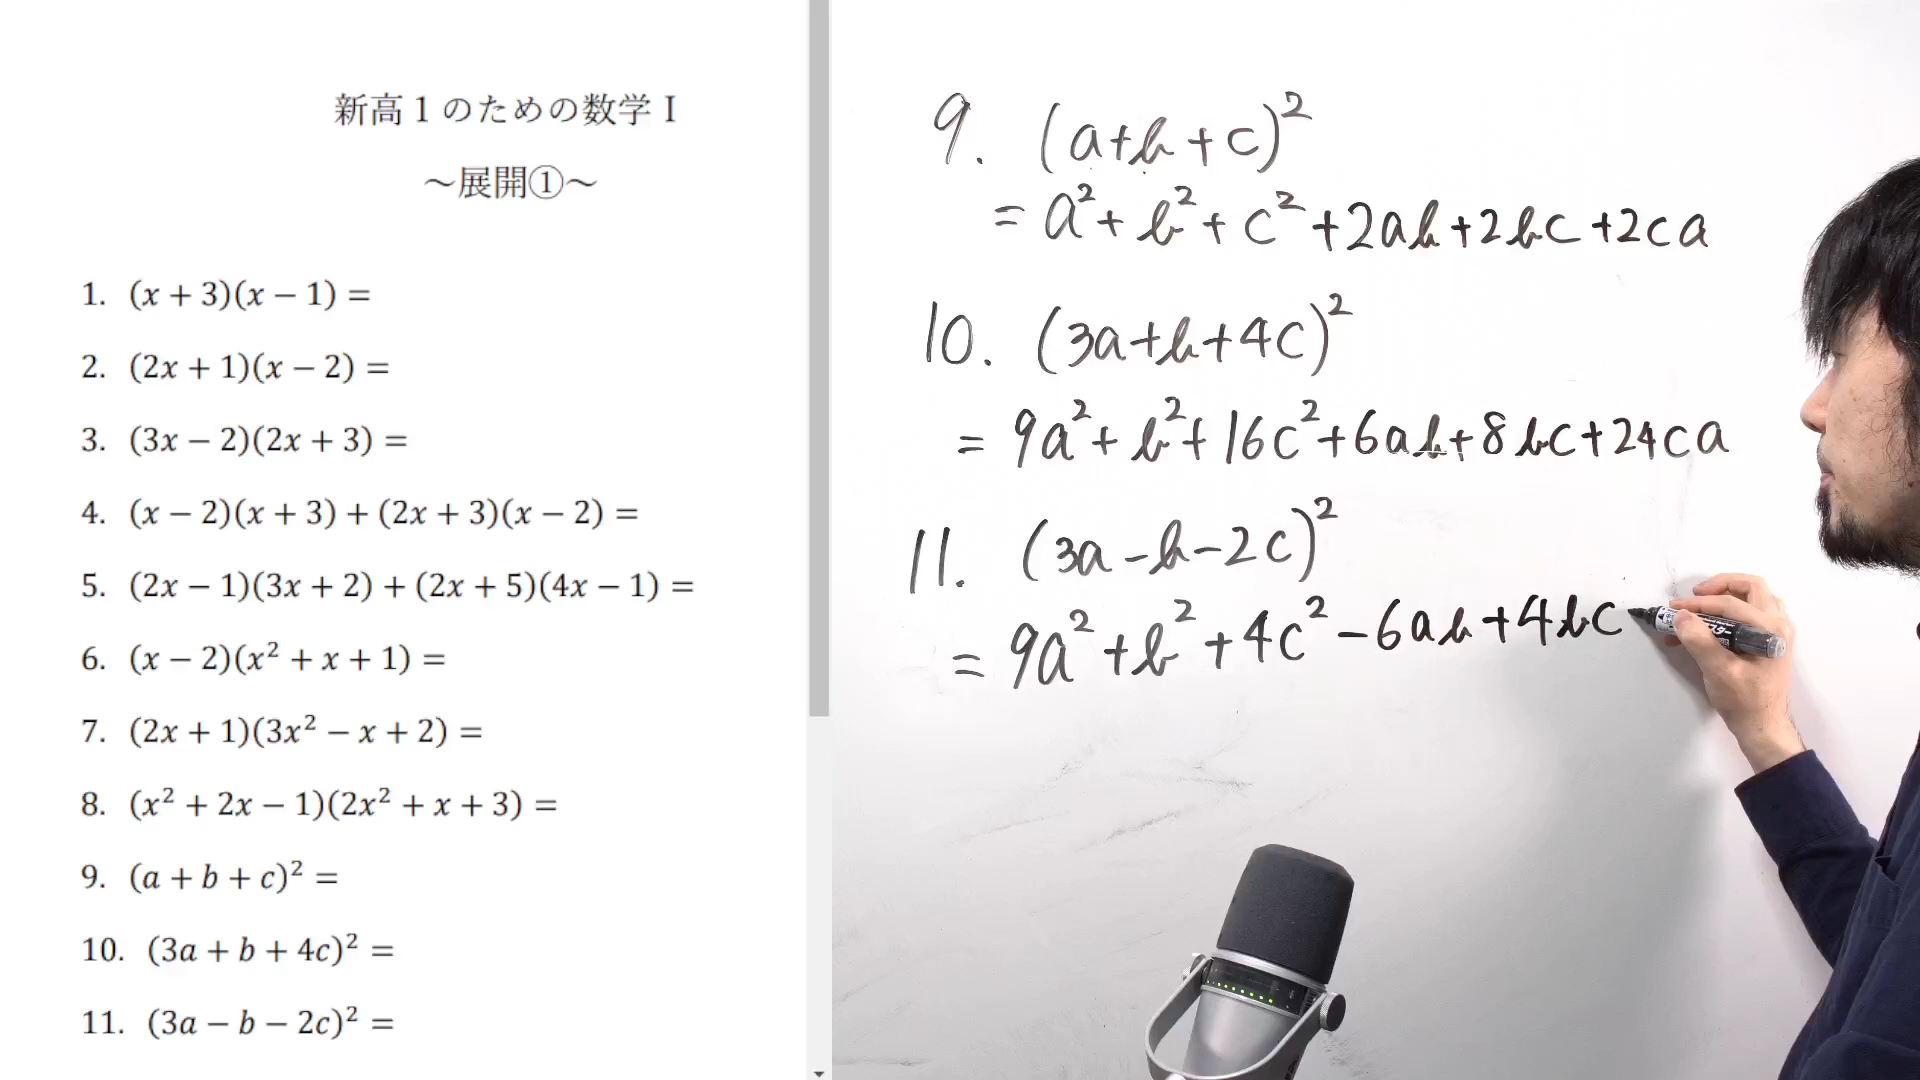 新高1のための数学Ⅰ
～展開①～
1. (x + 3)(x − 1) =
2. (2x + 1)(x − 2) =
3. (3x − 2)(2x + 3) =
4. (x − 2)(x + 3) + (2x + 3)(x − 2) =
5. (2x − 1)(3x + 2) + (2x + 5)(4x − 1) =
6. (x − 2)(x² + x + 1) =
7. (2x + 1)(3x² − x + 2) =
8. (x² + 2x − 1)(2x² + x + 3) =
9. (a + b + c)² =
10. (3a + b + 4c)² =
11. (3a − b − 2c)² =
9. (a+b+c)²
= a²+b²+c²+2ab+2bc+2ca
10. (3a+b+4c)²
= 9a²+b²+16c²+6ab+8bc+24ca
11. (3a−b−2c)²
= 9a²+b²+4c²−6ab+4bc